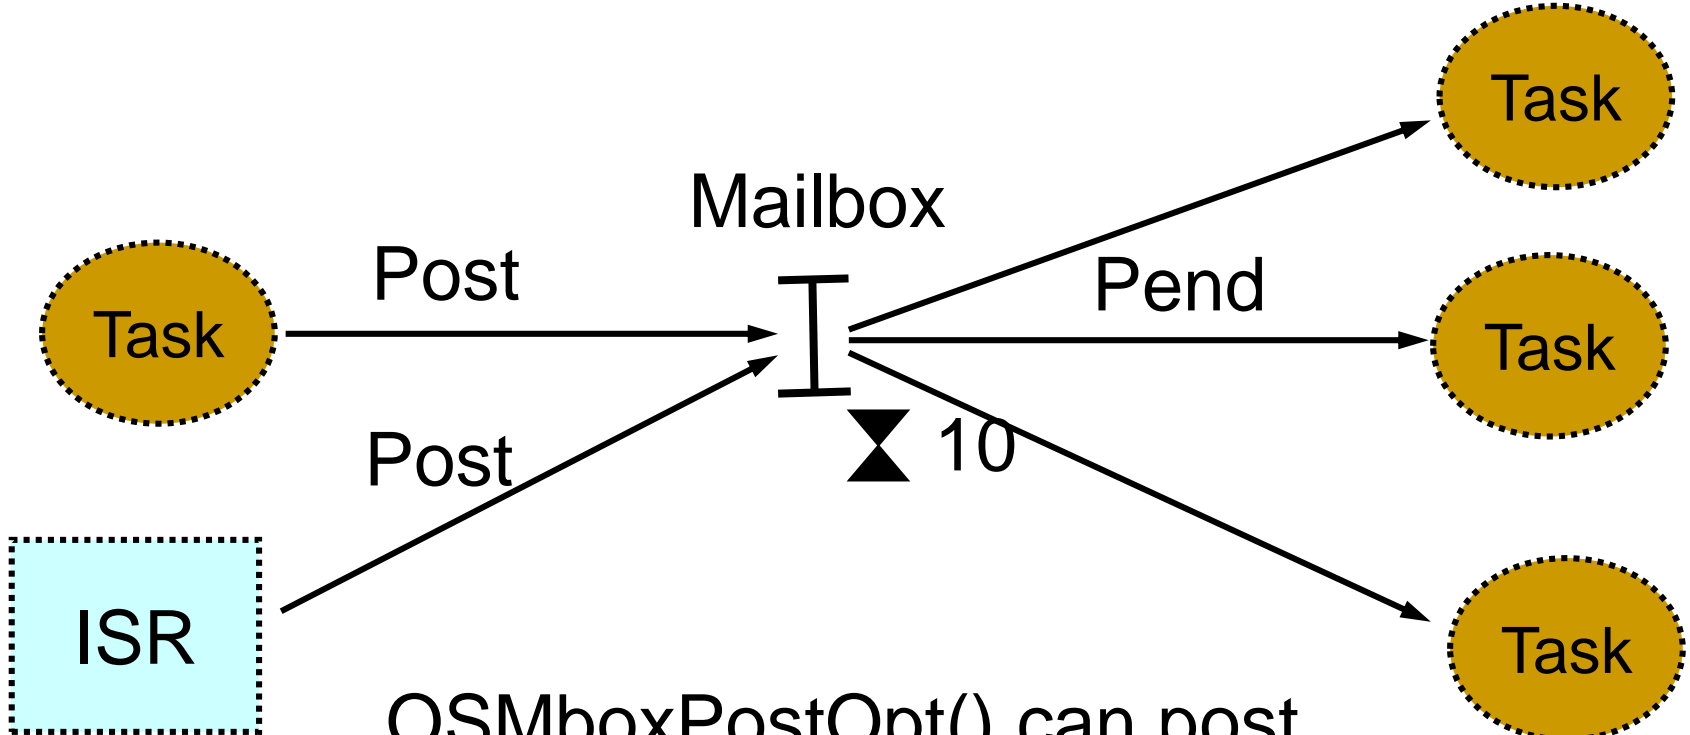 Task
Mailbox
Post
Pend
Task
Task
10
Post
ISR
Task
OSMboxPostOpt() can post